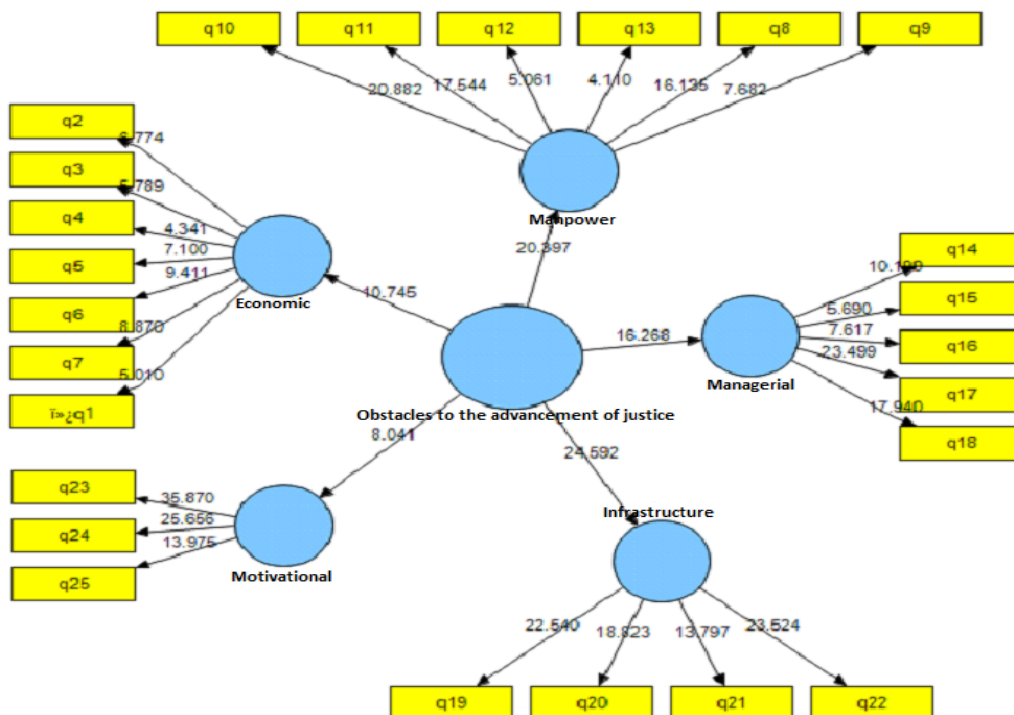 q10
q11
q12
q13
q8
q9
20.882
17.544
5.061
4.110
16.135
7.682
Manpower
q2
q3
q4
q5
q6
q7
ï»¿q1
5.789
4.341
7.100
9.411
8.870
5.010
Economic
10.745
20.397
16.268
Obstacles to the advancement of justice
8.041
24.592
q14
q15
q16
q17
q18
10.190
5.690
7.617
23.499
17.940
Managerial
q23
q24
q25
35.870
25.656
13.975
Motivational
Infrastructure
22.540
18.823
13.797
23.524
q19
q20
q21
q22